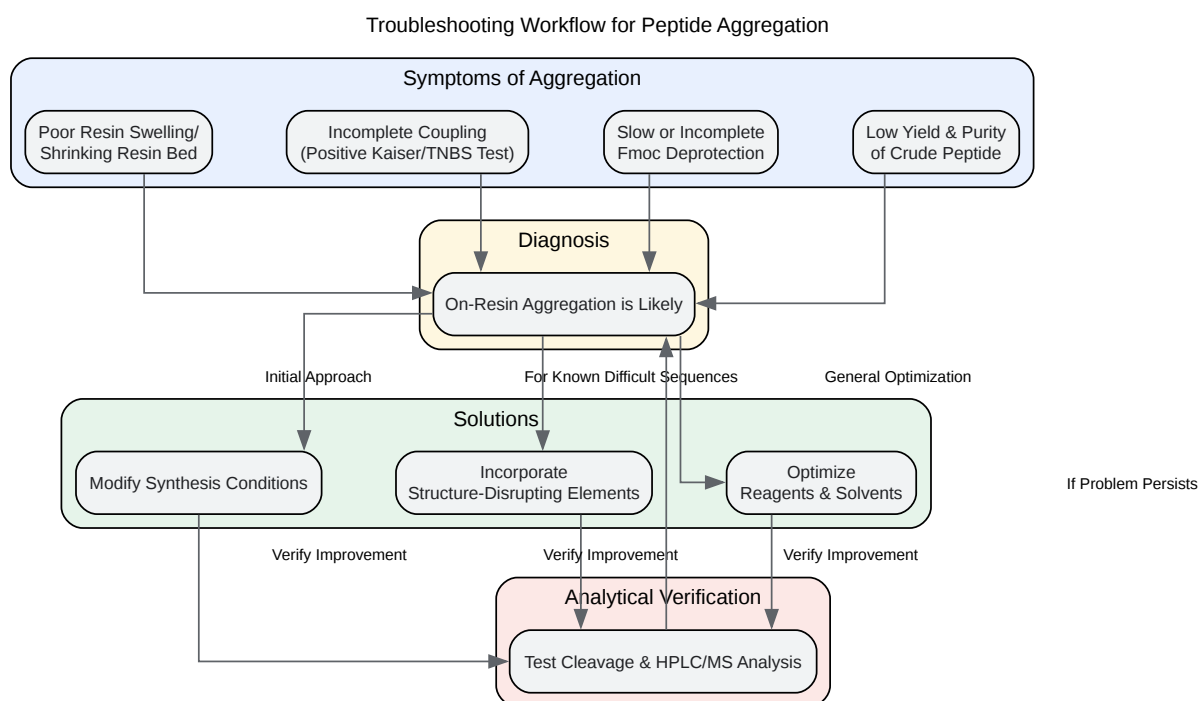 Troubleshooting Workflow for Peptide Aggregation
Symptoms of Aggregation
Poor Resin Swelling/
Shrinking Resin Bed
Incomplete Coupling
(Positive Kaiser/TNBS Test)
Slow or Incomplete
Fmoc Deprotection
Low Yield & Purity
of Crude Peptide
Diagnosis
On-Resin Aggregation is Likely
Initial Approach
For Known Difficult Sequences
General Optimization
Solutions
Modify Synthesis Conditions
Incorporate
Structure-Disrupting Elements
Optimize
Reagents & Solvents
If Problem Persists
Verify Improvement
Verify Improvement
Verify Improvement
Analytical Verification
Test Cleavage & HPLC/MS Analysis